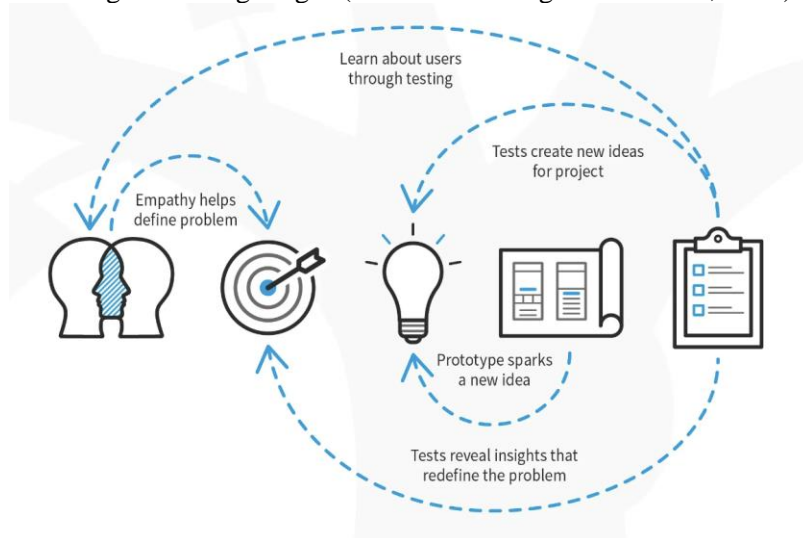 Learn about users
through testing
Tests create new ideas
for project
Empathy helps
define problem
Prototype sparks
a new idea
Tests reveal insights that
redefine the problem